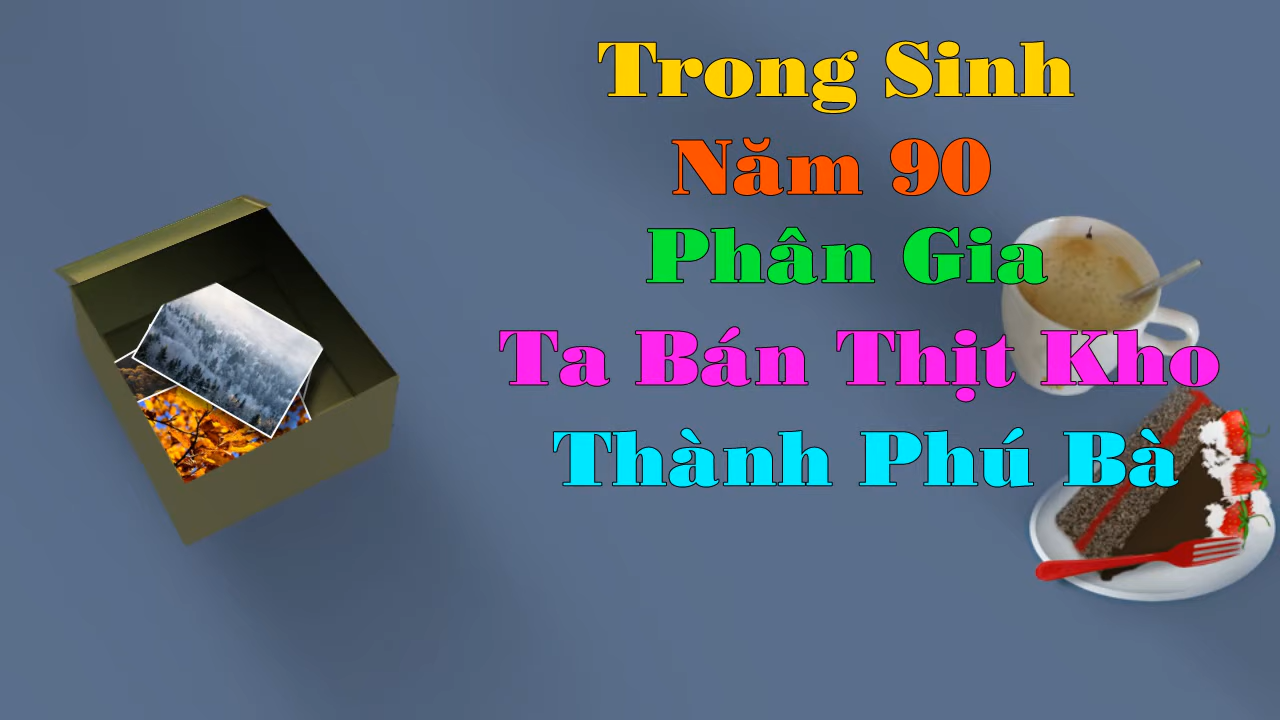 Trong Sinh
Năm 90
Phân Gia
Ta Bán Thịt Kho
Thành Phú Bà